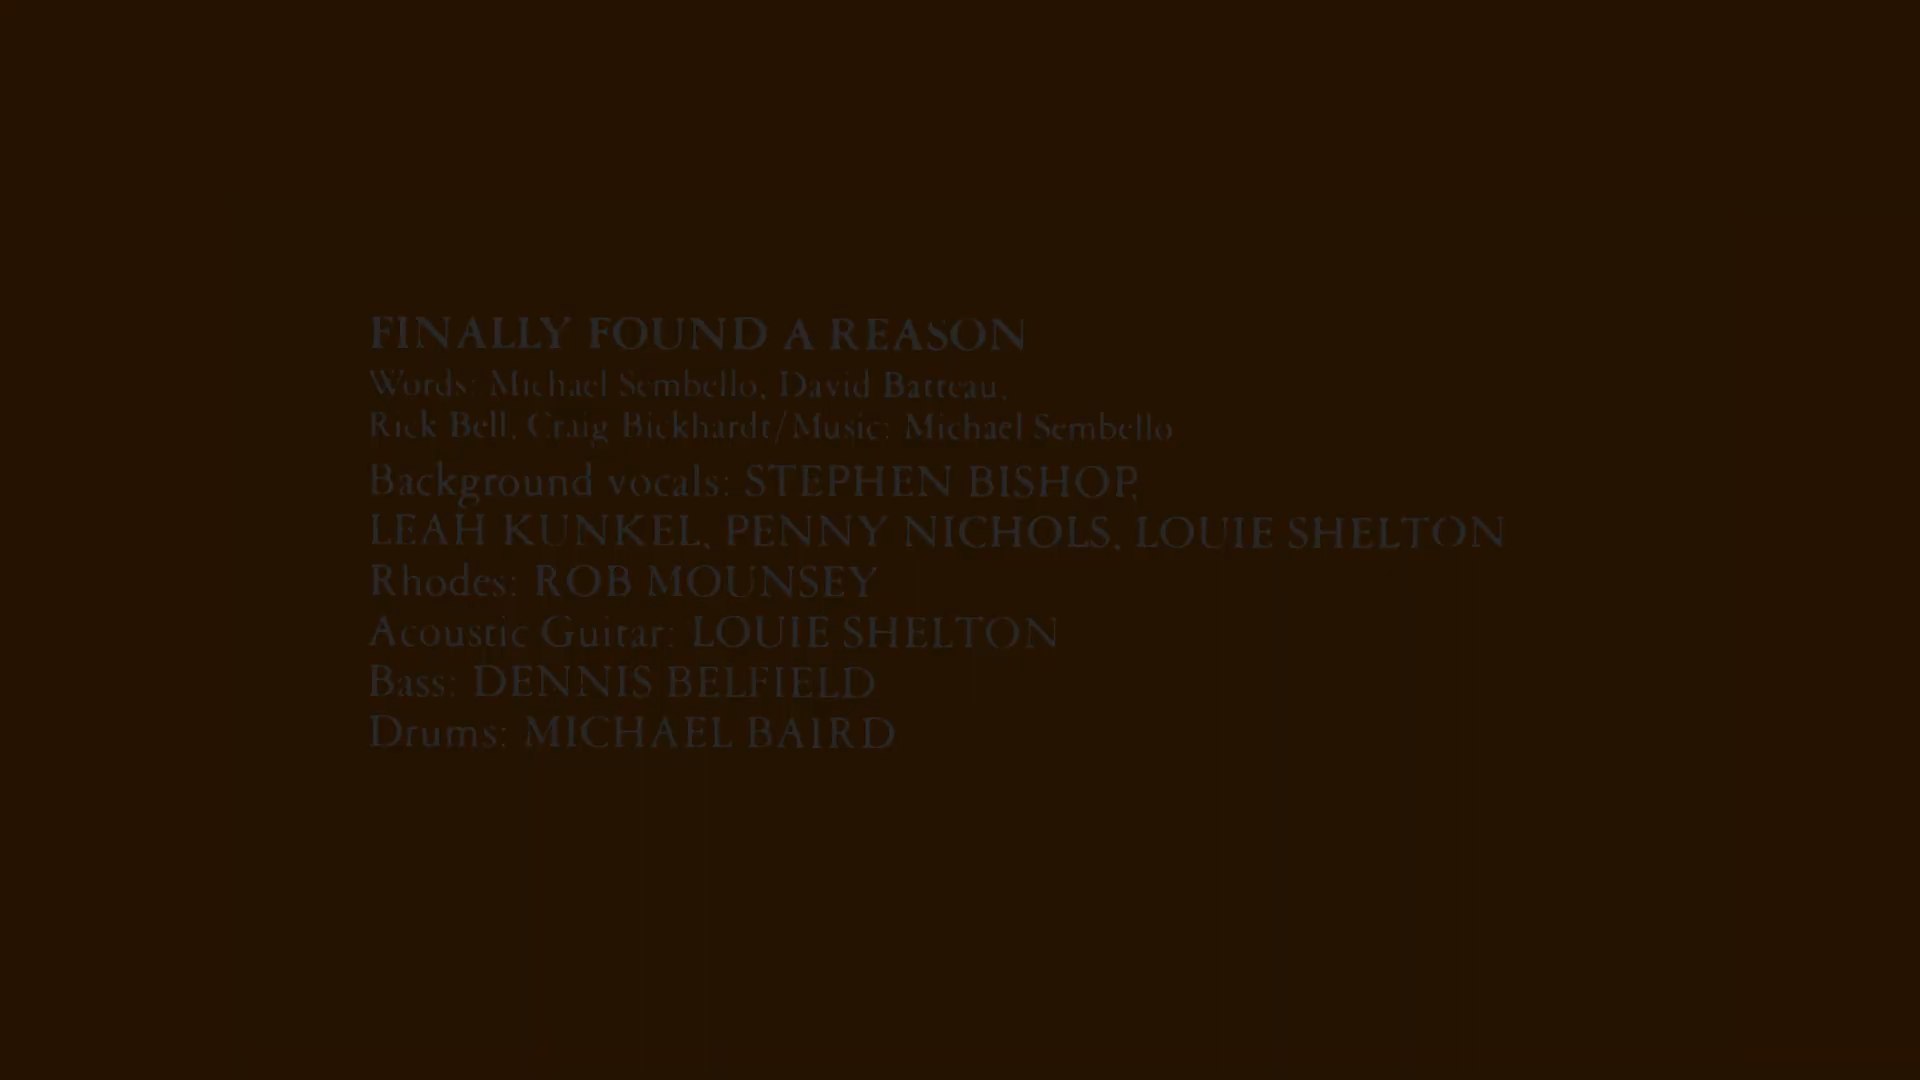 FINALLY FOUND A REASON
Words: Michael Sembello, David Batteau,
Rick Bell, Craig Bickhardt/Music: Michael Sembello
Background vocals: STEPHEN BISHOP,
LEAH KUNKEL, PENNY NICHOLS, LOUIE SHELTON
Rhodes: ROB MOUNSEY
Acoustic Guitar: LOUIE SHELTON
Bass: DENNIS BELFIELD
Drums: MICHAEL BAIRD